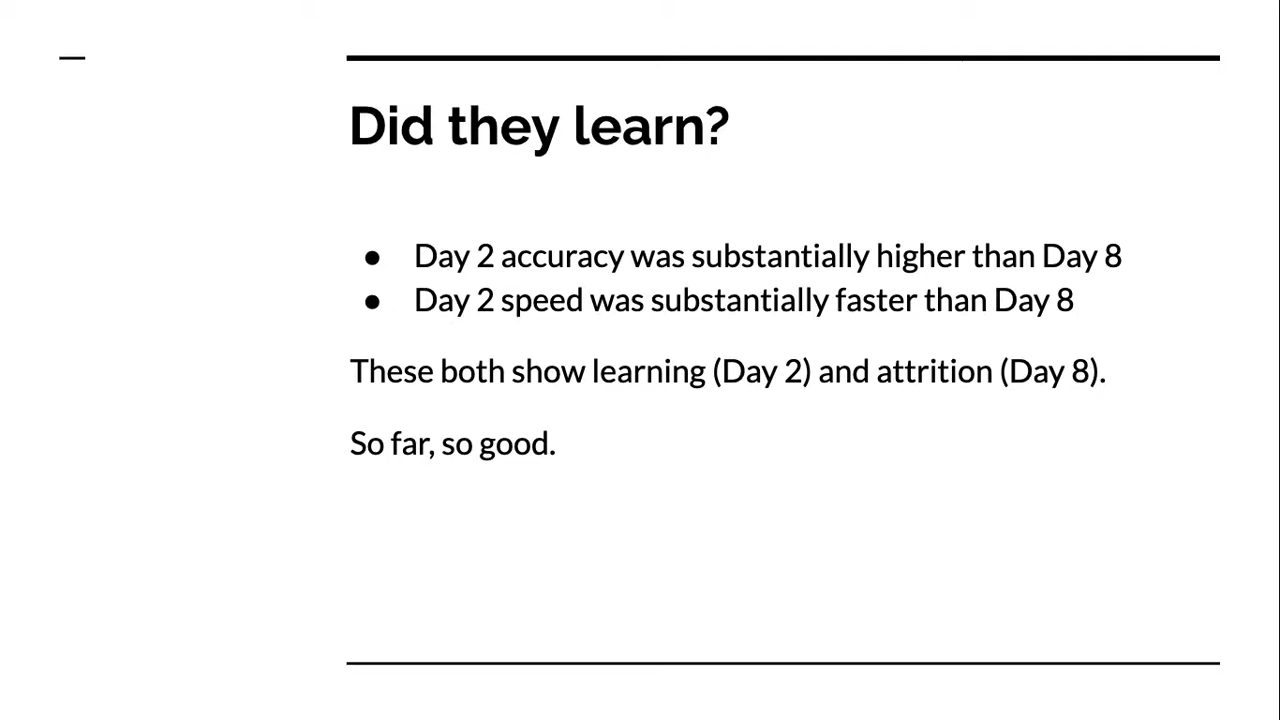 Did they learn?
● Day 2 accuracy was substantially higher than Day 8
● Day 2 speed was substantially faster than Day 8
These both show learning (Day 2) and attrition (Day 8).
So far, so good.